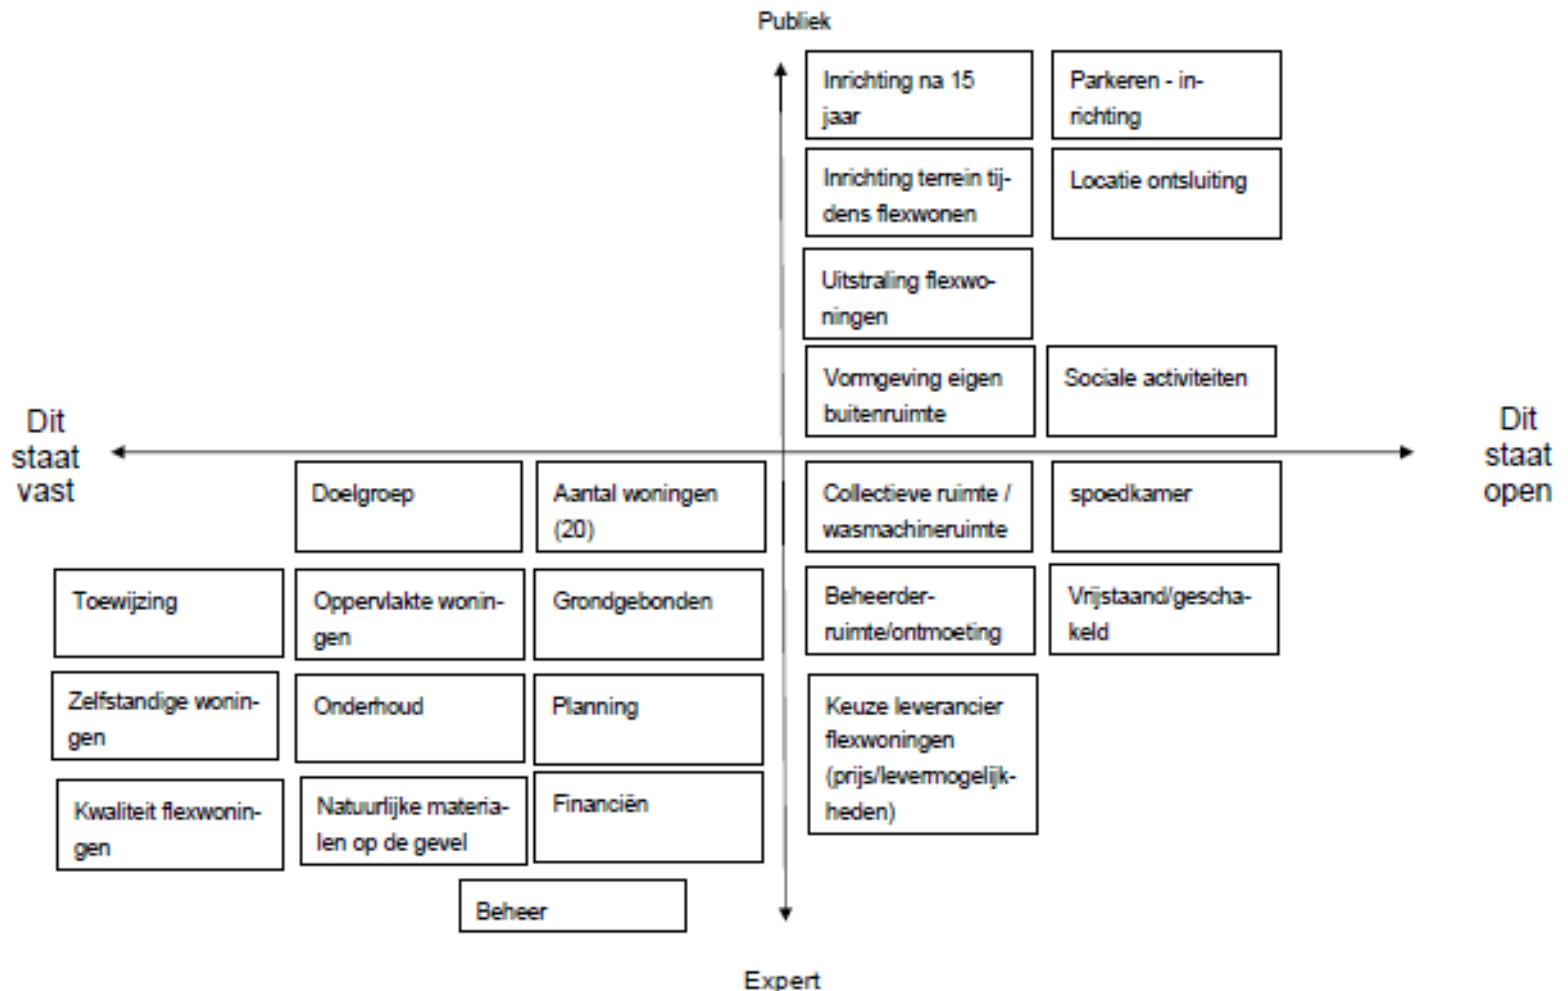 Publiek
Inrichting na 15
jaar
Parkeren - in-
richting
Inrichting terrein tij-
dens flexwonen
Locatie ontsluiting
Uitstraling flexwo-
ningen
Vormgeving eigen
buitenruimte
Sociale activiteiten
Dit
staat
vast
Dit
staat
open
Doelgroep
Aantal woningen
(20)
Collectieve ruimte /
wasmachineruimte
spoedkamer
Toewijzing
Oppervlakte wonin-
gen
Grondgebonden
Beheerder-
ruimte/ontmoeting
Vrijstaand/gescha-
keld
Zelfstandige wonin-
gen
Onderhoud
Planning
Keuze leverancier
flexwoningen
(prijs/levermogelijk-
heden)
Kwaliteit flexwonin-
gen
Natuurlijke materia-
len op de gevel
Financiën
Beheer
Expert